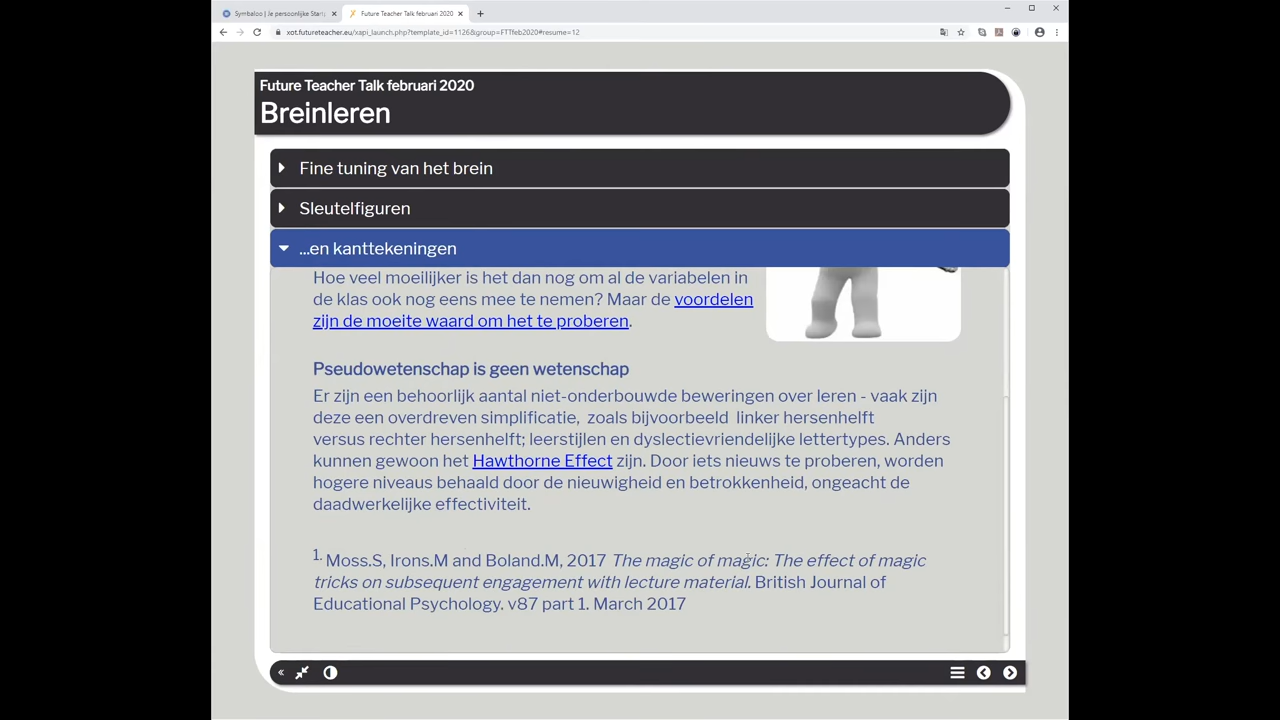 Symbaloo | Je persoonlijke Start
Future Teacher Talk februari 2020
xot.futureteacher.eu/xapi_launch.php?template_id=1126&group=FTTfeb2020#resume=12
Future Teacher Talk februari 2020
Breinleren
Fine tuning van het brein
Sleutelfiguren
...en kanttekeningen
Hoe veel moeilijker is het dan nog om al de variabelen in
de klas ook nog eens mee te nemen? Maar de voordelen
zijn de moeite waard om het te proberen.
Pseudowetenschap is geen wetenschap
Er zijn een behoorlijk aantal niet-onderbouwde beweringen over leren - vaak zijn
deze een overdreven simplificatie, zoals bijvoorbeeld linker hersenhelft
versus rechter hersenhelft; leerstijlen en dyslectievriendelijke lettertypes. Anders
kunnen gewoon het Hawthorne Effect zijn. Door iets nieuws te proberen, worden
hogere niveaus behaald door de nieuwigheid en betrokkenheid, ongeacht de
daadwerkelijke effectiviteit.
1. Moss.S, Irons.M and Boland.M, 2017 The magic of magic: The effect of magic
tricks on subsequent engagement with lecture material. British Journal of
Educational Psychology. v87 part 1. March 2017